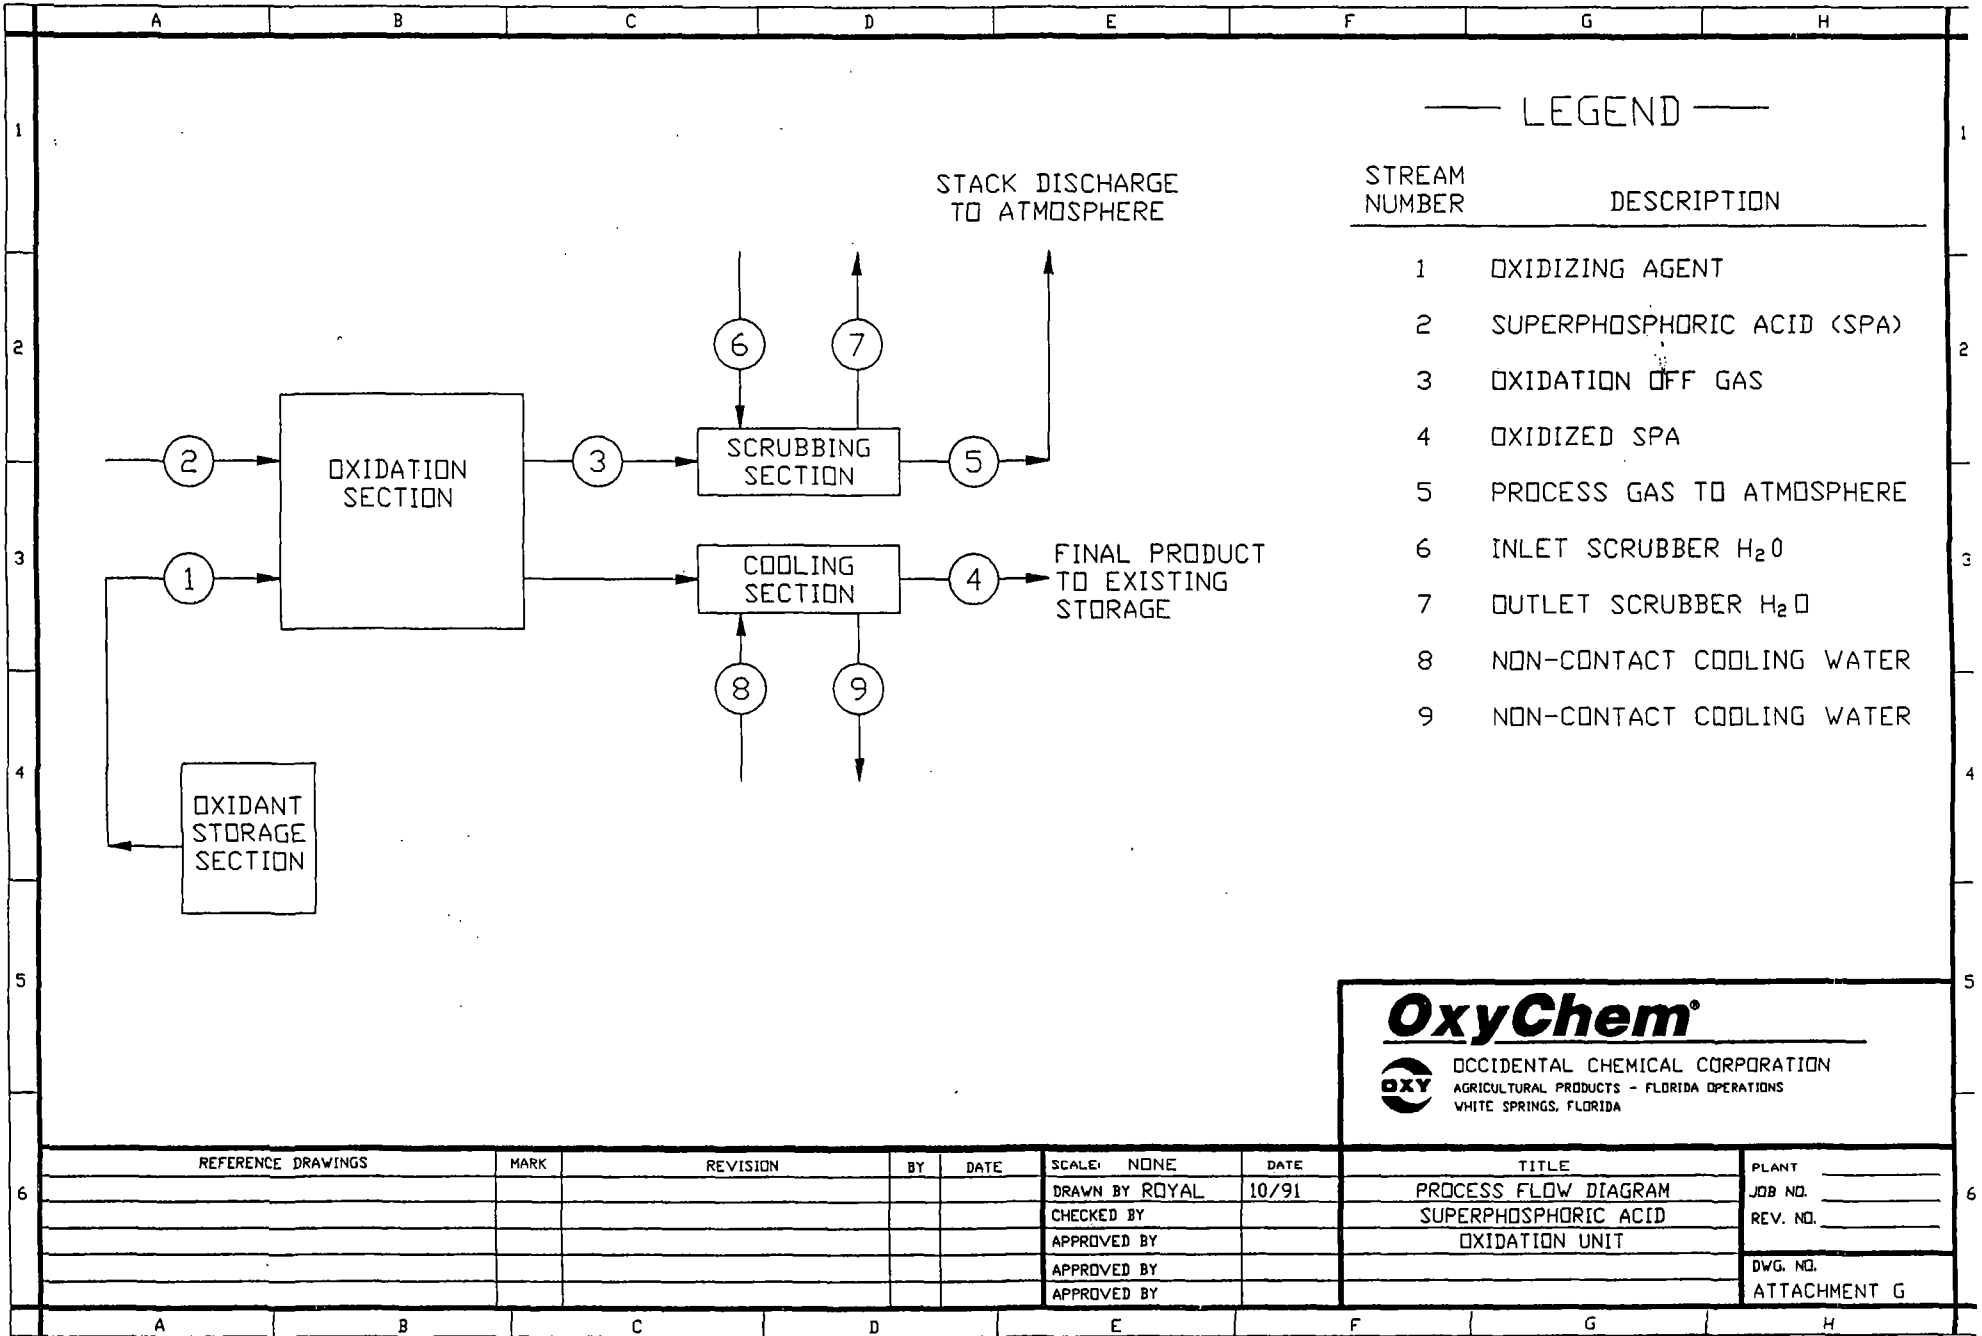 A B C D E F G H
1 1
2 2
3 3
4 4
5 5
6 6
STACK DISCHARGE
TO ATMOSPHERE
6
7
2
OXIDATION
SECTION
3
SCRUBBING
SECTION
5
1
COOLING
SECTION
4
FINAL PRODUCT
TO EXISTING
STORAGE
8
9
OXIDANT
STORAGE
SECTION
LEGEND
STREAM
NUMBER DESCRIPTION
1 OXIDIZING AGENT
2 SUPERPHOSPHORIC ACID (SPA)
3 OXIDATION OFF GAS
4 OXIDIZED SPA
5 PROCESS GAS TO ATMOSPHERE
6 INLET SCRUBBER H₂O
7 OUTLET SCRUBBER H₂O
8 NON-CONTACT COOLING WATER
9 NON-CONTACT COOLING WATER
OxyChem®
OXY
OCCIDENTAL CHEMICAL CORPORATION
AGRICULTURAL PRODUCTS - FLORIDA OPERATIONS
WHITE SPRINGS, FLORIDA
REFERENCE DRAWINGS MARK REVISION BY DATE
SCALE: NONE DATE
DRAWN BY ROYAL 10/91
CHECKED BY
APPROVED BY
APPROVED BY
APPROVED BY
TITLE
PROCESS FLOW DIAGRAM
SUPERPHOSPHORIC ACID
OXIDATION UNIT
PLANT
JOB NO.
REV. NO.
DWG. NO.
ATTACHMENT G
A B C D E F G H